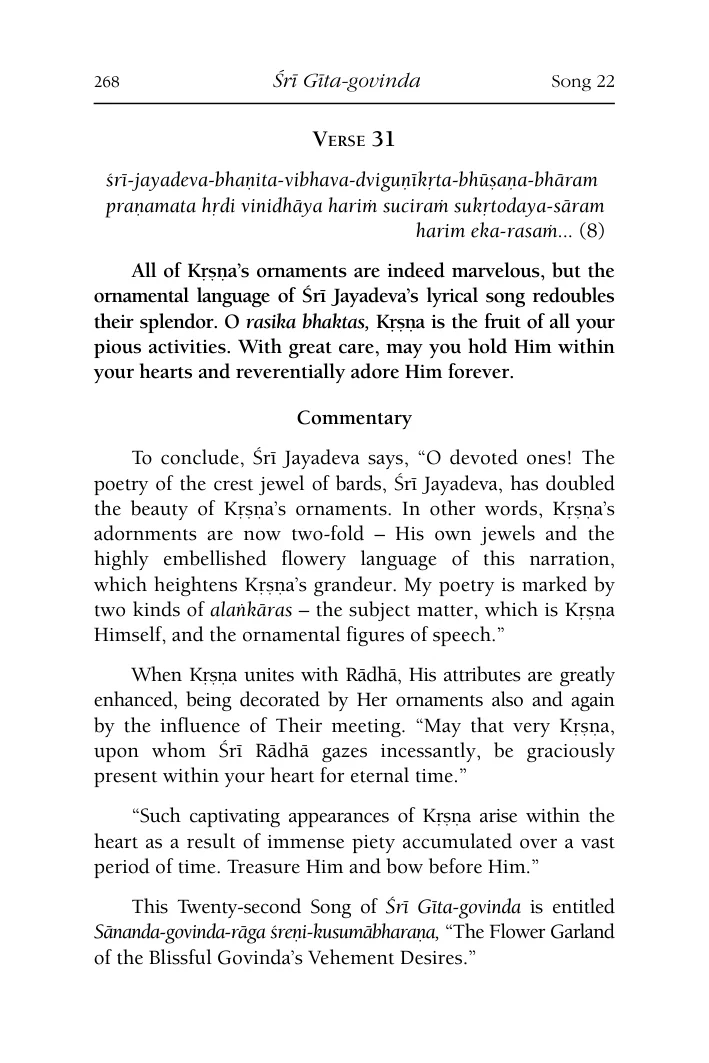 268 Śrī Gīta-govinda Song 22
Verse 31
śrī-jayadeva-bhaṇita-vibhava-dviguṇīkṛta-bhūṣaṇa-bhāram
praṇamata hṛdi vinidhāya hariṁ suciraṁ sukṛtodaya-sāram
harim eka-rasaṁ... (8)
All of Kṛṣṇa’s ornaments are indeed marvelous, but the
ornamental language of Śrī Jayadeva’s lyrical song redoubles
their splendor. O rasika bhaktas, Kṛṣṇa is the fruit of all your
pious activities. With great care, may you hold Him within
your hearts and reverentially adore Him forever.
Commentary
To conclude, Śrī Jayadeva says, “O devoted ones! The
poetry of the crest jewel of bards, Śrī Jayadeva, has doubled
the beauty of Kṛṣṇa’s ornaments. In other words, Kṛṣṇa’s
adornments are now two-fold – His own jewels and the
highly embellished flowery language of this narration,
which heightens Kṛṣṇa’s grandeur. My poetry is marked by
two kinds of alaṅkāras – the subject matter, which is Kṛṣṇa
Himself, and the ornamental figures of speech.”
When Kṛṣṇa unites with Rādhā, His attributes are greatly
enhanced, being decorated by Her ornaments also and again
by the influence of Their meeting. “May that very Kṛṣṇa,
upon whom Śrī Rādhā gazes incessantly, be graciously
present within your heart for eternal time.”
“Such captivating appearances of Kṛṣṇa arise within the
heart as a result of immense piety accumulated over a vast
period of time. Treasure Him and bow before Him.”
This Twenty-second Song of Śrī Gīta-govinda is entitled
Sānanda-govinda-rāga śreṇi-kusumābharaṇa, “The Flower Garland
of the Blissful Govinda’s Vehement Desires.”